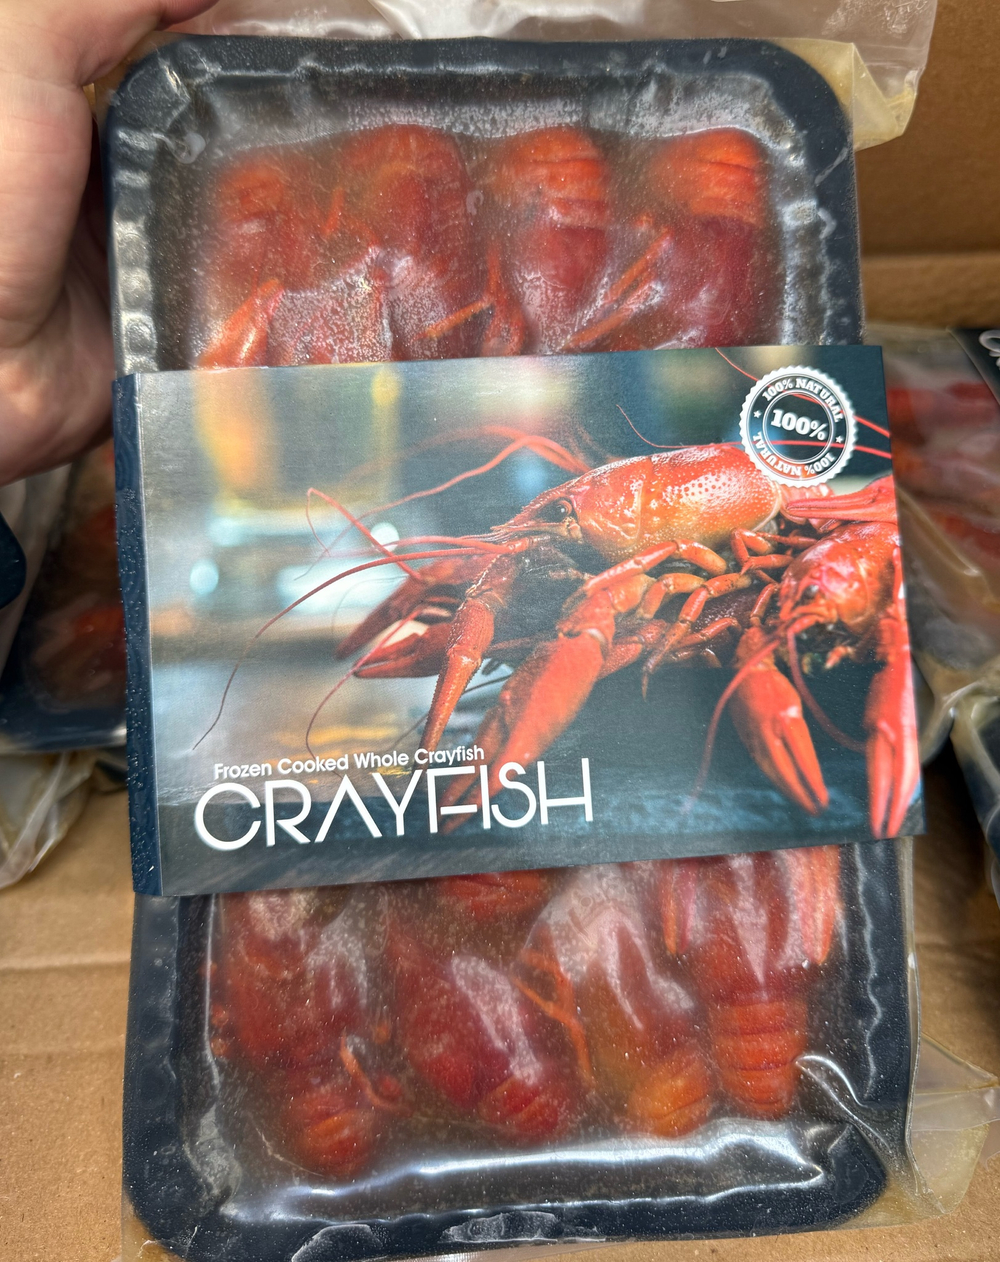 100% NATURAL
100%
100% NATURAL
Frozen Cooked Whole Crayfish
CRAYFISH